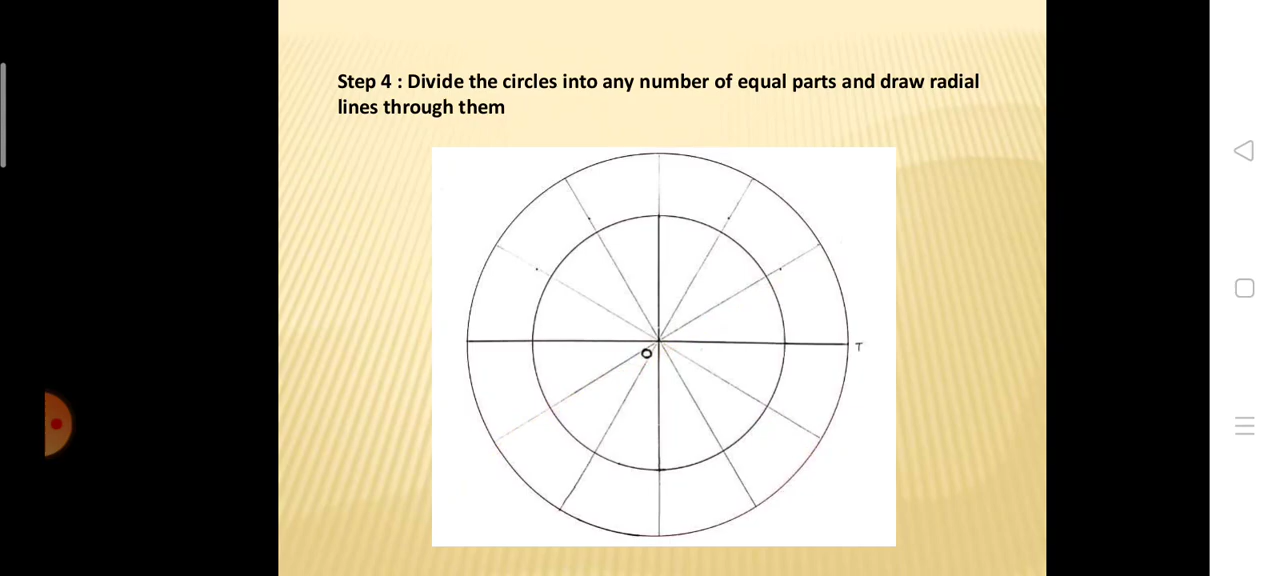 Step 4 : Divide the circles into any number of equal parts and draw radial
lines through them
T
O